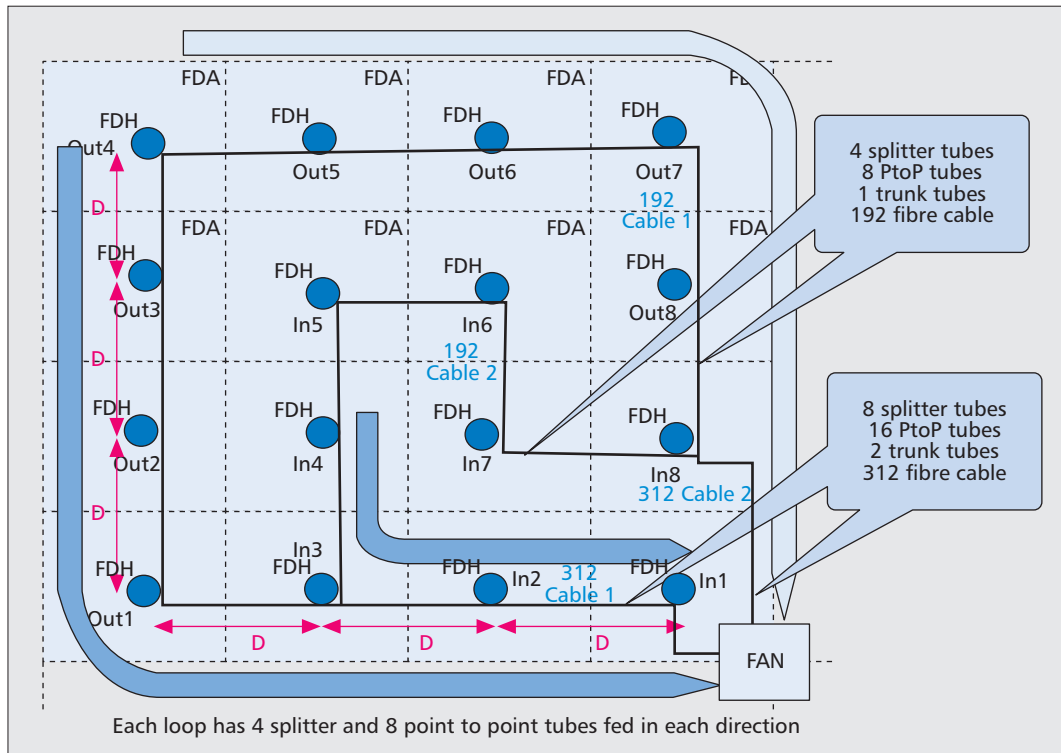 FDA FDA FDA FDA
FDH FDH FDH FDH
Out4 Out5 Out6 Out7
4 splitter tubes
8 PtoP tubes
1 trunk tubes
192 fibre cable
D
192
Cable 1
FDA FDA FDA FDA
FDH FDH FDH FDH
Out3 In5 In6 Out8
D
192
Cable 2
FDH FDH FDH FDH
Out2 In4 In7 In8
8 splitter tubes
16 PtoP tubes
2 trunk tubes
312 fibre cable
312 Cable 2
D
In3
FDH FDH FDH FDH
In2 In1
312
Cable 1
Out1
D D D
FAN
Each loop has 4 splitter and 8 point to point tubes fed in each direction